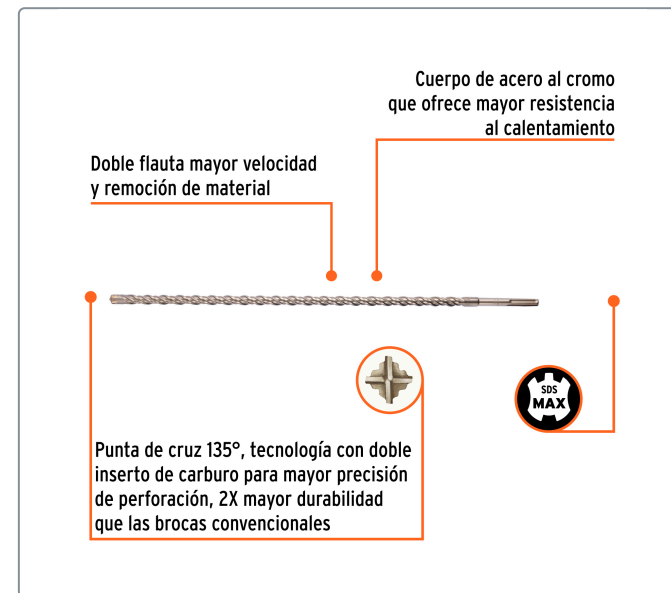 Cuerpo de acero al cromo
que ofrece mayor resistencia
al calentamiento
Doble flauta mayor velocidad
y remoción de material
SDS
MAX
Punta de cruz 135°, tecnología con doble
inserto de carburo para mayor precisión
de perforación, 2X mayor durabilidad
que las brocas convencionales